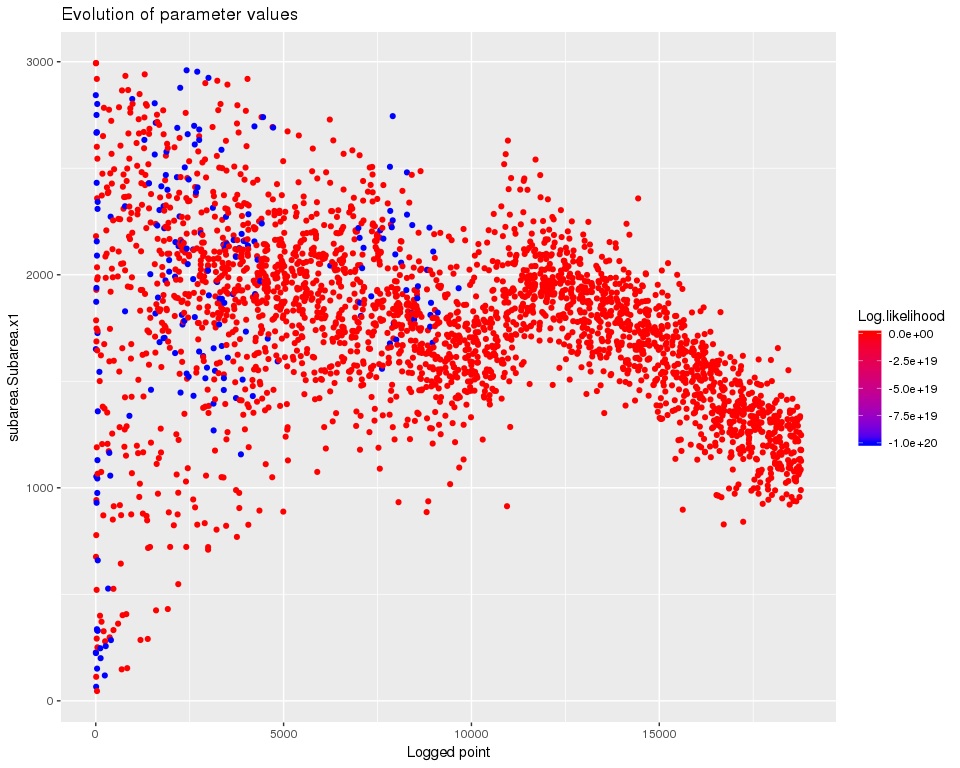 Evolution of parameter values
3000
2000
1000
0
subarea.Subarea.x1
0
5000
10000
15000
Logged point
Log.likelihood
0.0e+00
-2.5e+19
-5.0e+19
-7.5e+19
-1.0e+20